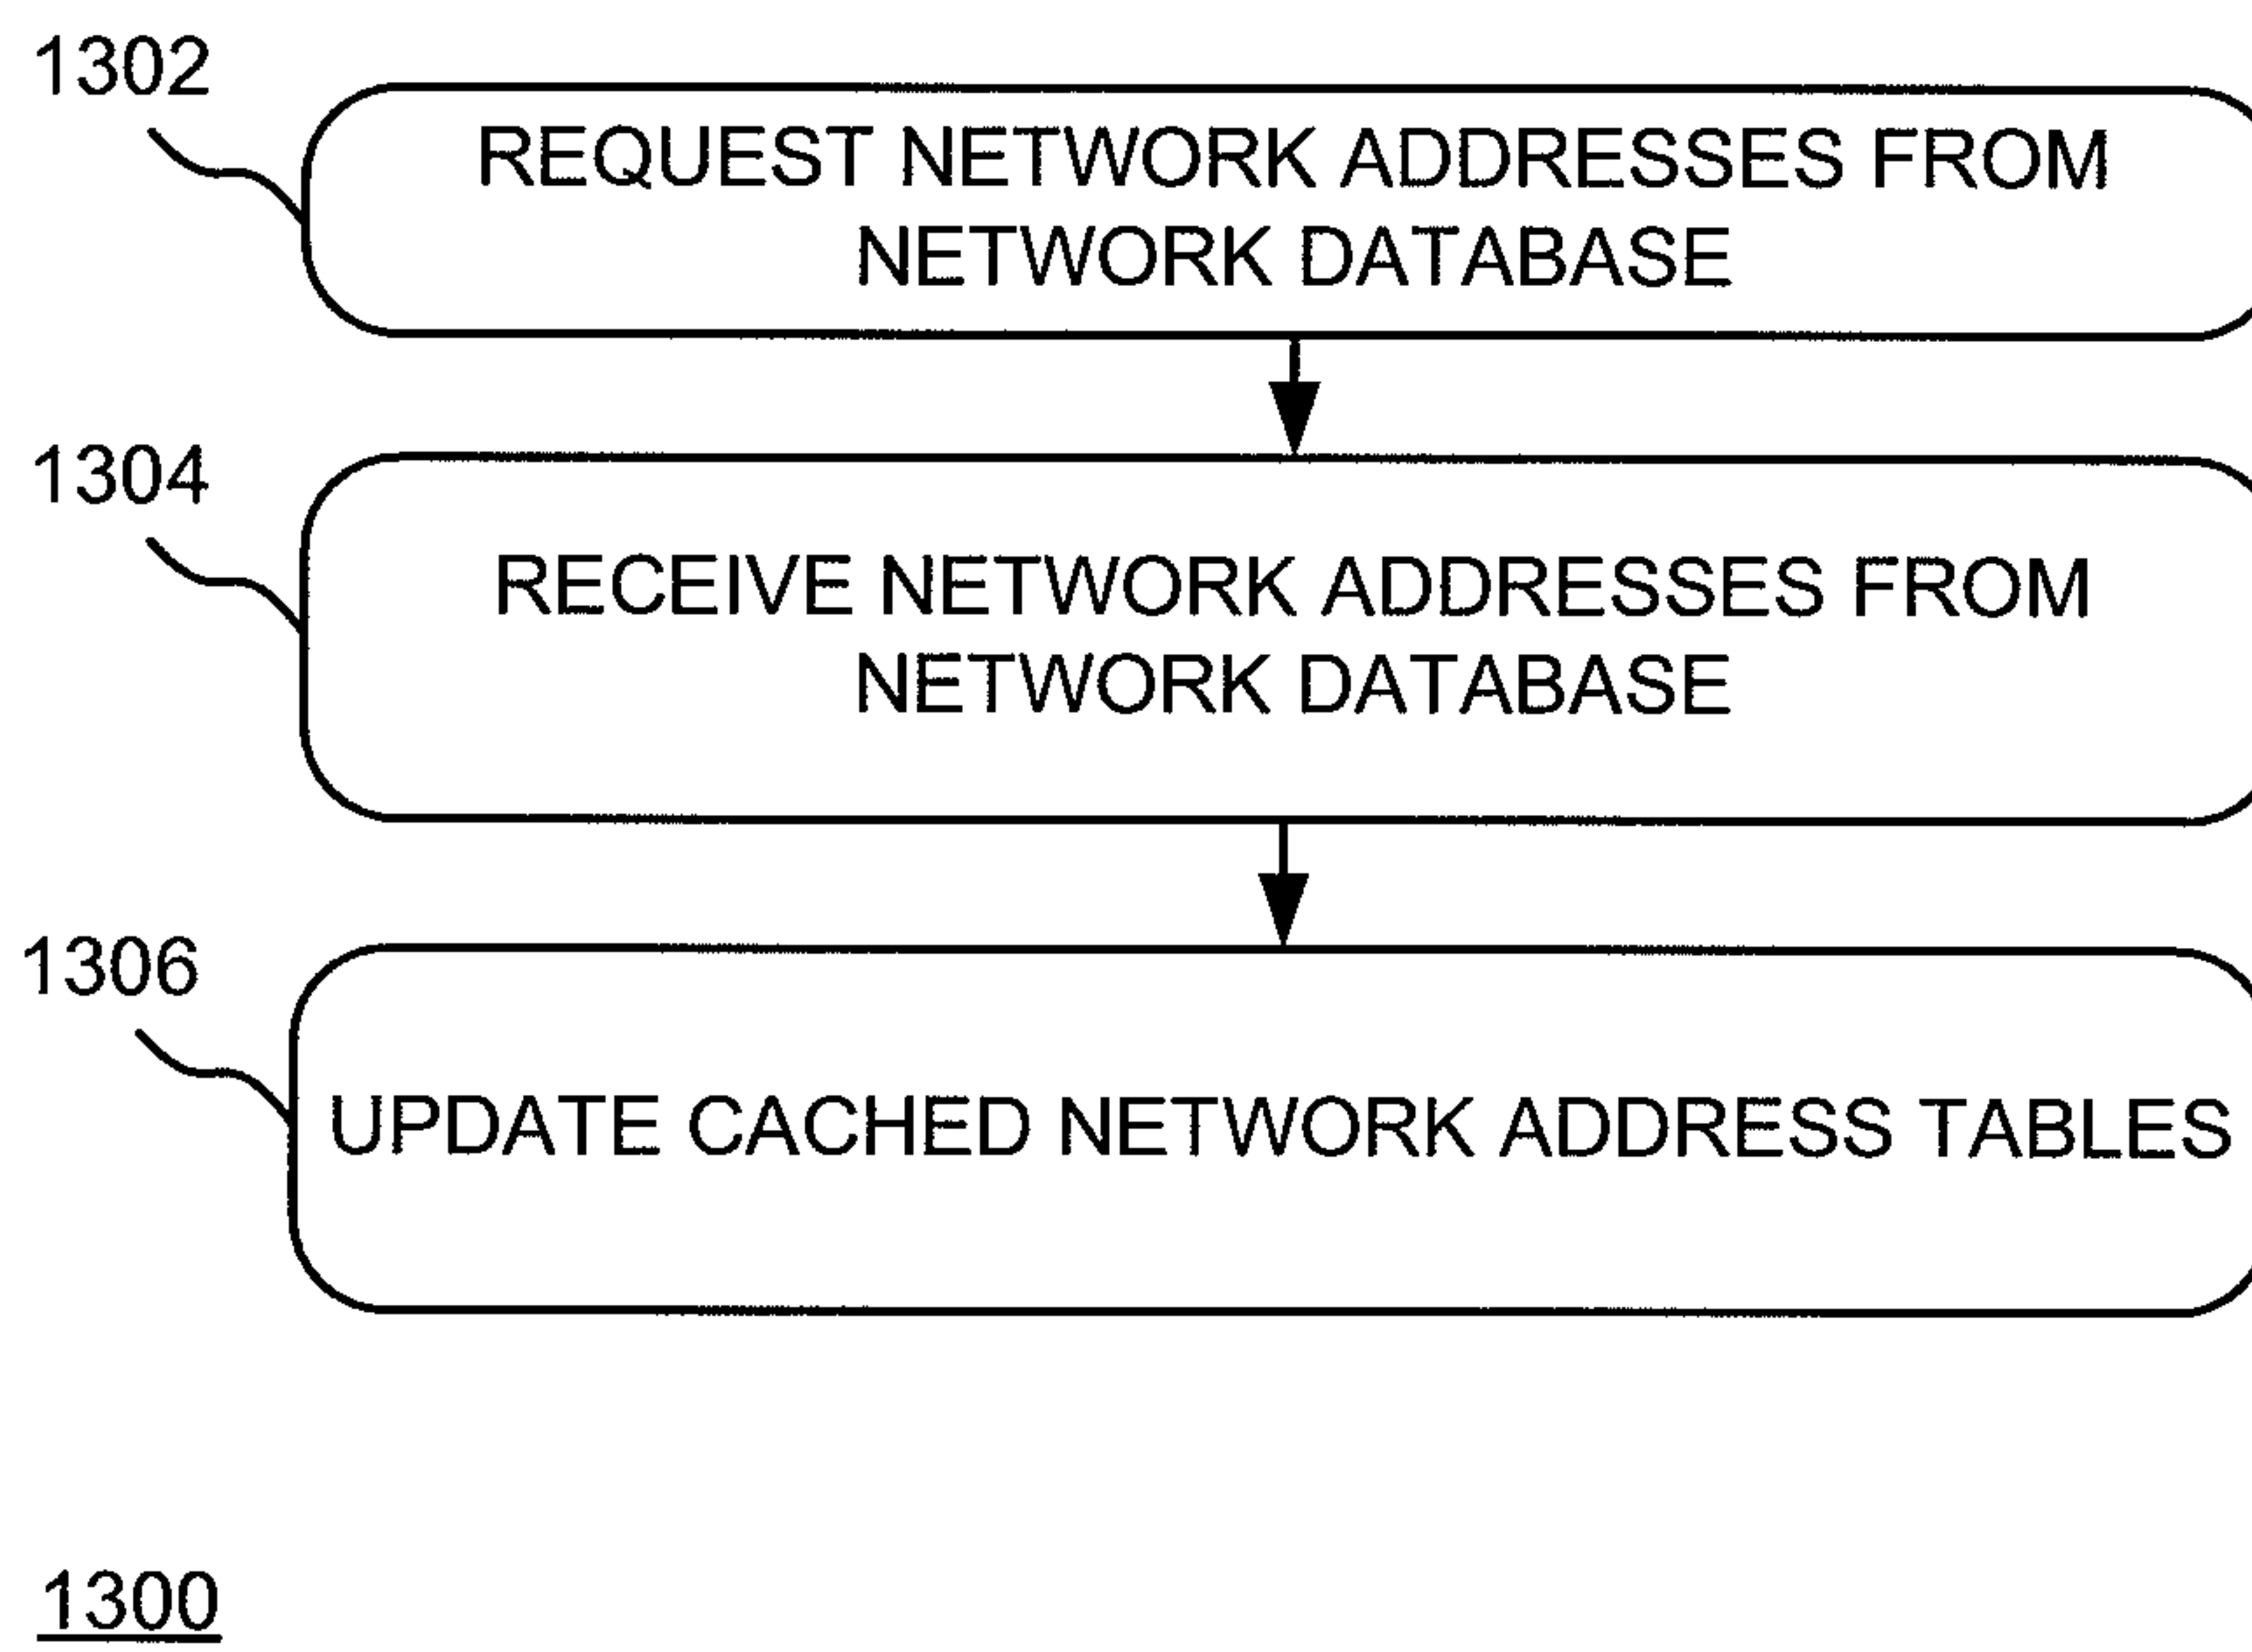 1302
REQUEST NETWORK ADDRESSES FROM
NETWORK DATABASE
1304
RECEIVE NETWORK ADDRESSES FROM
NETWORK DATABASE
1306
UPDATE CACHED NETWORK ADDRESS TABLES
1300